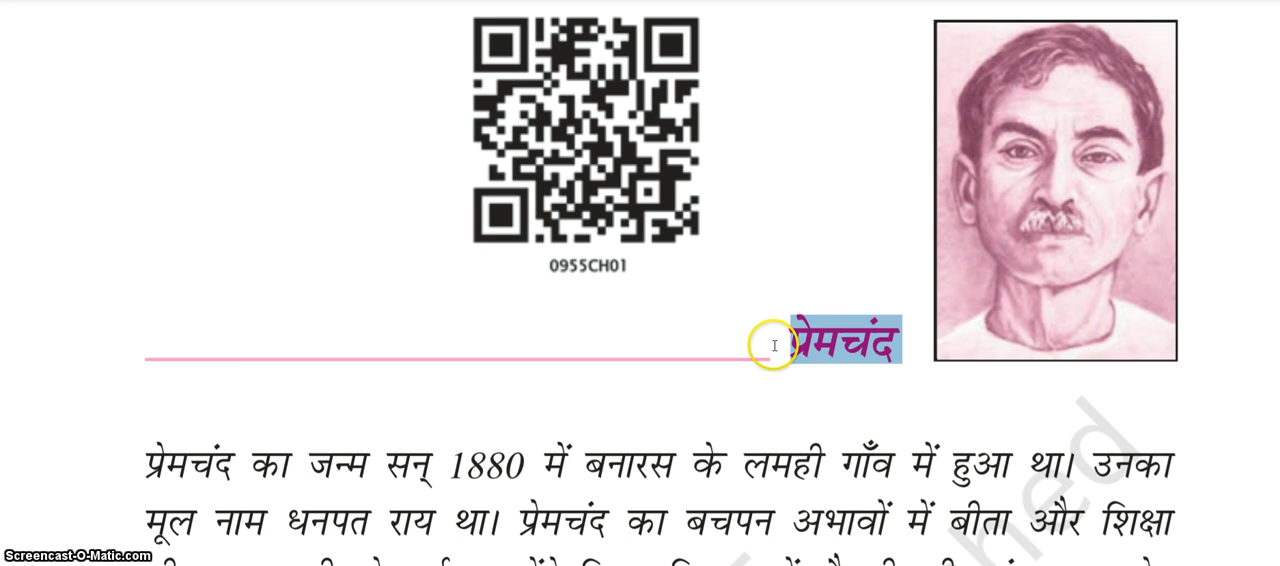 0955CH01
प्रेमचंद
प्रेमचंद का जन्म सन् 1880 में बनारस के लमही गाँव में हुआ था। उनका
मूल नाम धनपत राय था। प्रेमचंद का बचपन अभावों में बीता और शिक्षा
Screencast-O-Matic.com